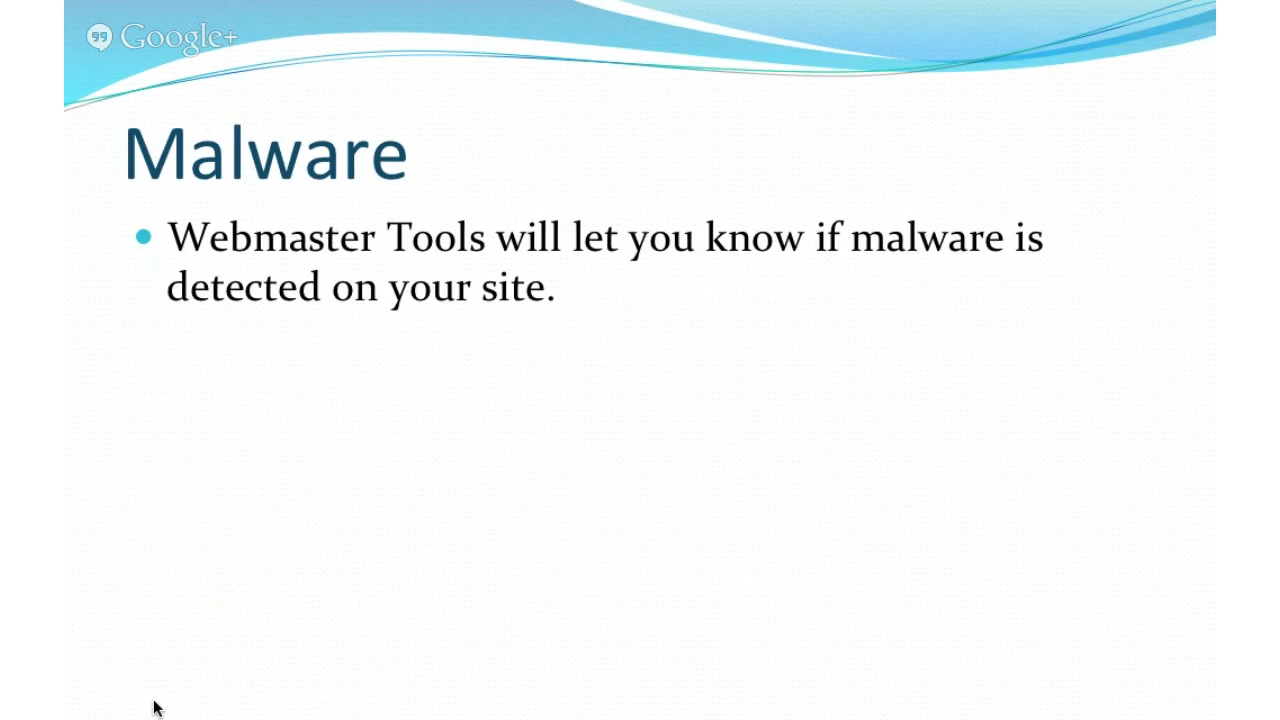 Google+
Malware
• Webmaster Tools will let you know if malware is
detected on your site.